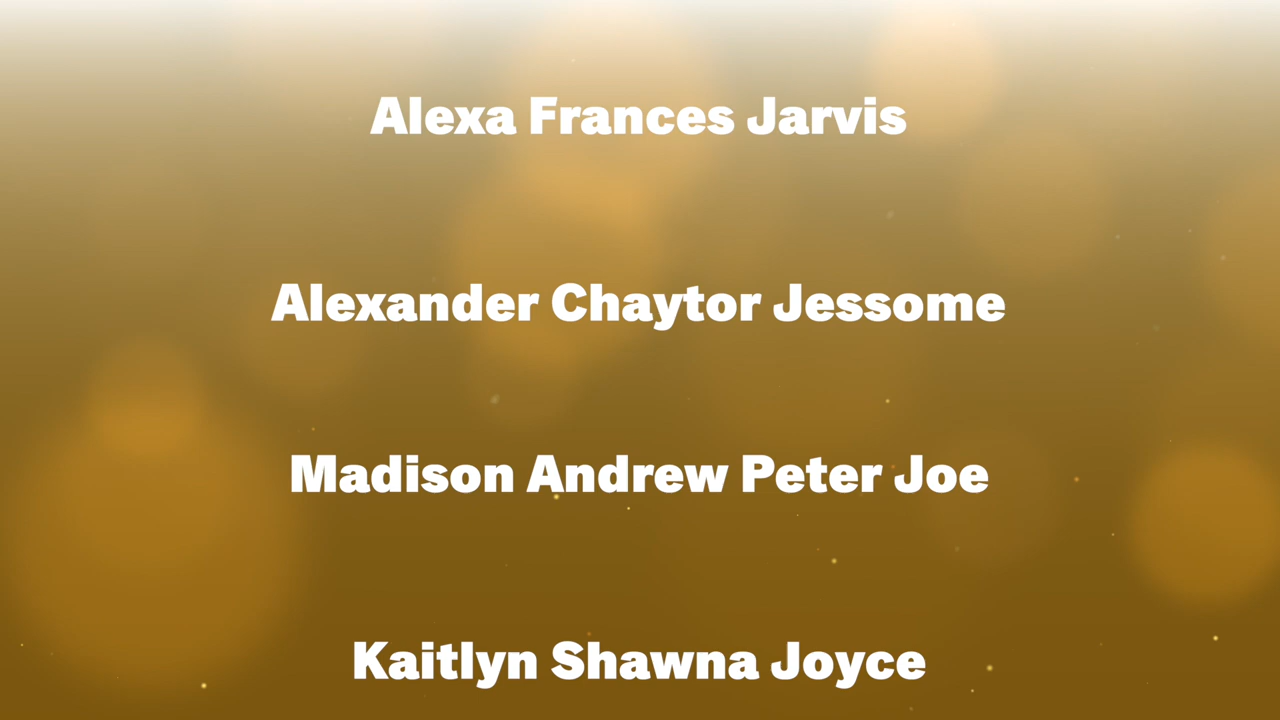 Alexa Frances Jarvis
Alexander Chaytor Jessome
Madison Andrew Peter Joe
Kaitlyn Shawna Joyce